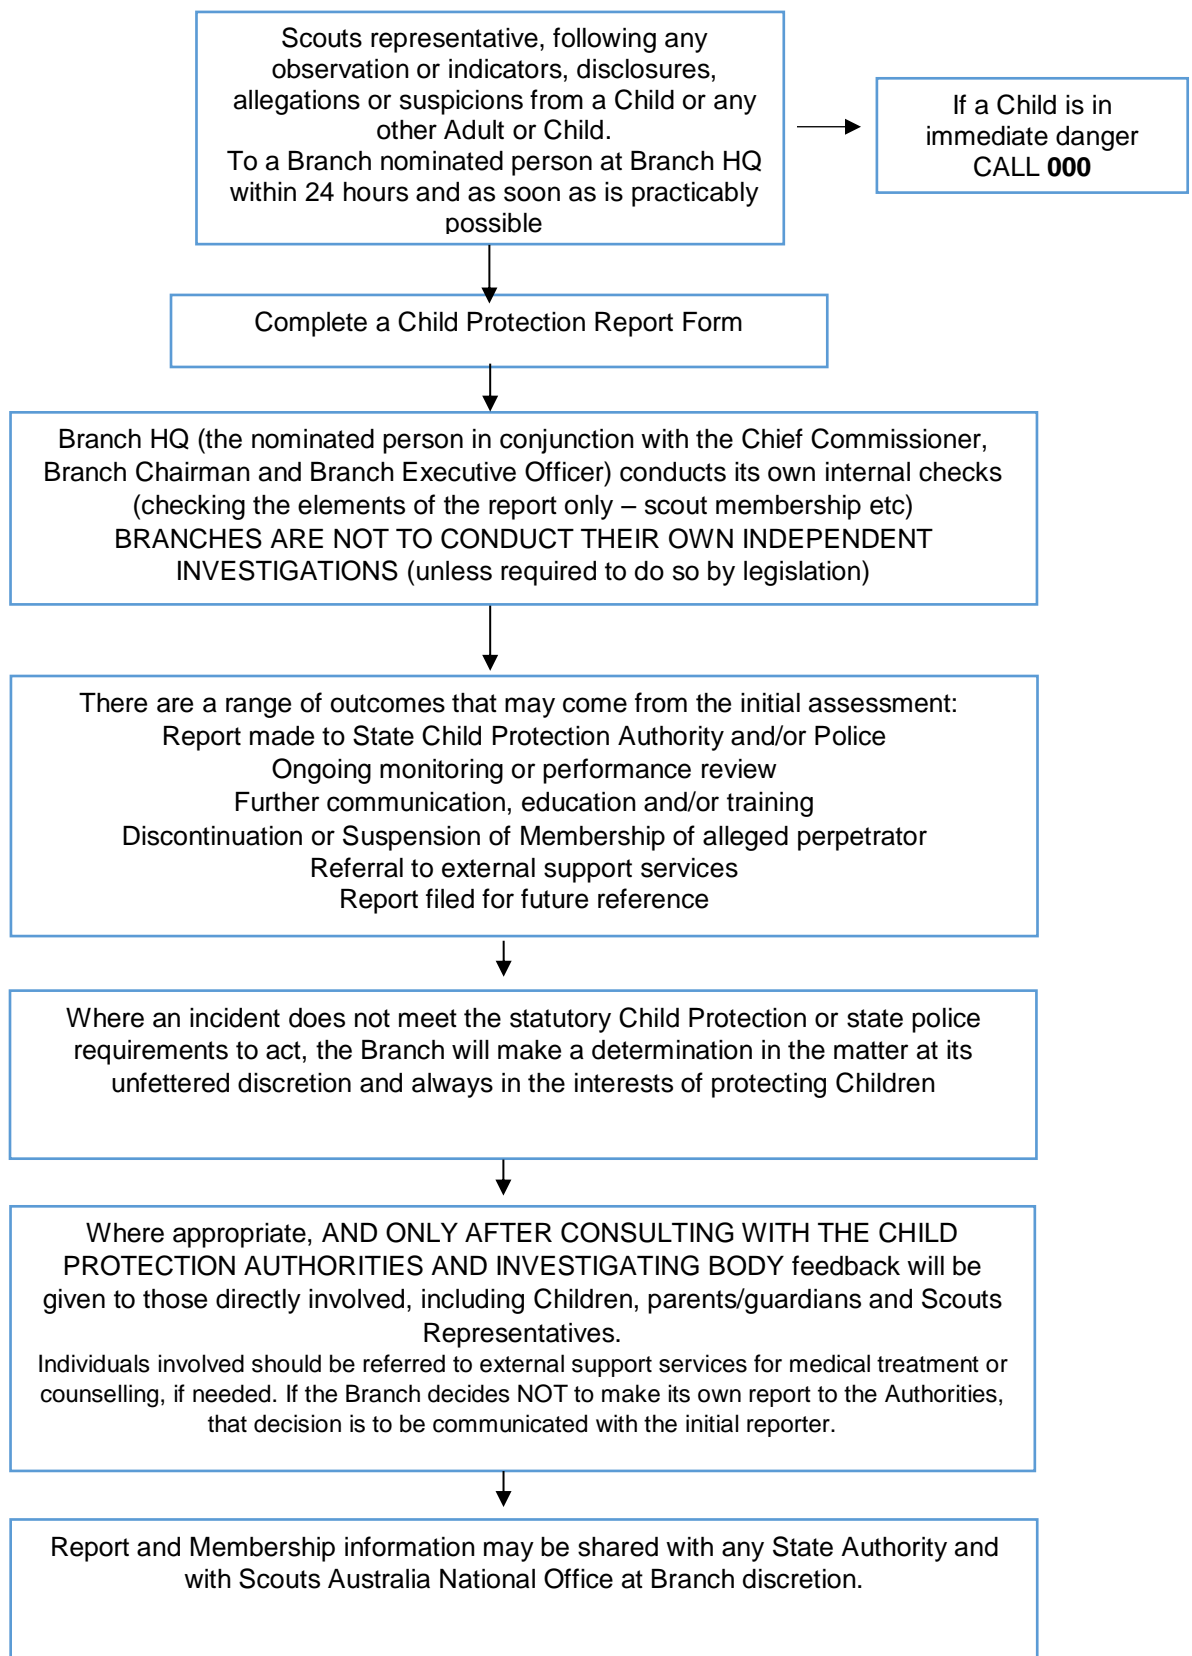 Scouts representative, following any
observation or indicators, disclosures,
allegations or suspicions from a Child or any
other Adult or Child.
To a Branch nominated person at Branch HQ
within 24 hours and as soon as is practicably
possible
If a Child is in
immediate danger
CALL 000
Complete a Child Protection Report Form
Branch HQ (the nominated person in conjunction with the Chief Commissioner,
Branch Chairman and Branch Executive Officer) conducts its own internal checks
(checking the elements of the report only – scout membership etc)
BRANCHES ARE NOT TO CONDUCT THEIR OWN INDEPENDENT
INVESTIGATIONS (unless required to do so by legislation)
There are a range of outcomes that may come from the initial assessment:
Report made to State Child Protection Authority and/or Police
Ongoing monitoring or performance review
Further communication, education and/or training
Discontinuation or Suspension of Membership of alleged perpetrator
Referral to external support services
Report filed for future reference
Where an incident does not meet the statutory Child Protection or state police
requirements to act, the Branch will make a determination in the matter at its
unfettered discretion and always in the interests of protecting Children
Where appropriate, AND ONLY AFTER CONSULTING WITH THE CHILD
PROTECTION AUTHORITIES AND INVESTIGATING BODY feedback will be
given to those directly involved, including Children, parents/guardians and Scouts
Representatives.
Individuals involved should be referred to external support services for medical treatment or
counselling, if needed. If the Branch decides NOT to make its own report to the Authorities,
that decision is to be communicated with the initial reporter.
Report and Membership information may be shared with any State Authority and
with Scouts Australia National Office at Branch discretion.